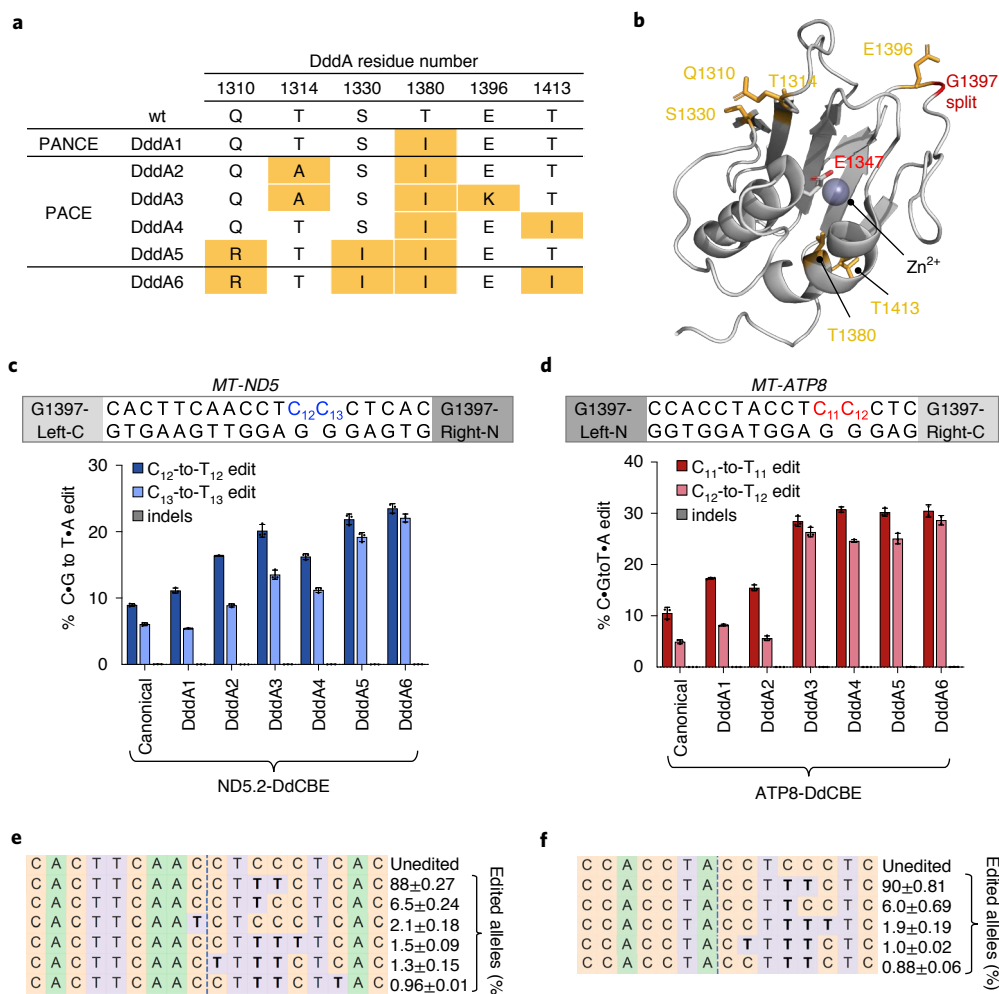 a
DddA residue number
1310 1314 1330 1380 1396 1413
wt Q T S T E T
PANCE DddA1 Q T S I E T
PACE
DddA2 Q A S I E T
DddA3 Q A S I K T
DddA4 Q T S I E I
DddA5 R T I I E T
DddA6 R T I I E I
b
E1396
Q1310 T1314 G1397
split
S1330
E1347
Zn2+
T1413
T1380
c
MT-ND5
G1397-
Left-C
CACTTCAACCTC12C13CTCAC
GTGAAGTTGGAG GGAGTG
G1397-
Right-N
30
20
10
0
% C•G to T•A edit
C12-to-T12 edit
C13-to-T13 edit
indels
Canonical
DddA1
DddA2
DddA3
DddA4
DddA5
DddA6
ND5.2-DdCBE
d
MT-ATP8
G1397-
Left-N
CCACCTACCTC11C12CTC
GGTGGATGGAG GGAG
G1397-
Right-C
40
30
20
10
0
% C•GtoT•A edit
C11-to-T11 edit
C12-to-T12 edit
indels
Canonical
DddA1
DddA2
DddA3
DddA4
DddA5
DddA6
ATP8-DdCBE
e
C A C T T C A A C C T C C C T C A C Unedited
C A C T T C A A C C T T T C T C A C 88±0.27
C A C T T C A A C C T T C C T C A C 6.5±0.24
C A C T T C A A T C T C C C T C A C 2.1±0.18
C A C T T C A A C C T T T T T C A C 1.5±0.09
C A C T T C A A C T T T T C T C A C 1.3±0.15
C A C T T C A A C C T T T C T T A C 0.96±0.01
Edited alleles (%)
f
C C A C C T A C C T C C C T C Unedited
C C A C C T A C C T T T C T C 90±0.81
C C A C C T A C C T T C C T C 6.0±0.69
C C A C C T A C C T T T T T C 1.9±0.19
C C A C C T A C T T T T C T C 1.0±0.02
C C A C C T A C C T T T C T C 0.88±0.06
Edited alleles (%)